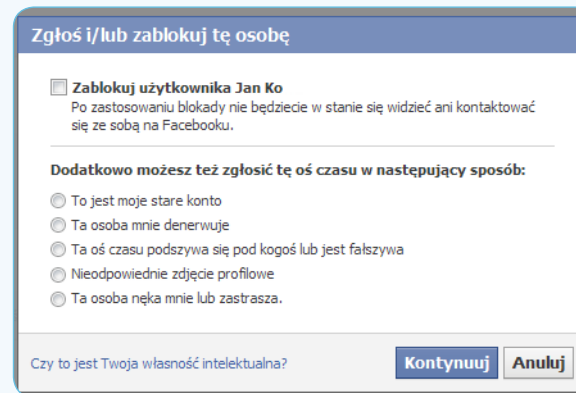 Zgłoś i/lub zablokuj tę osobę
Zablokuj użytkownika Jan Ko
Po zastosowaniu blokady nie będziecie w stanie się widzieć ani kontaktować
się ze sobą na Facebooku.
Dodatkowo możesz też zgłosić tę oś czasu w następujący sposób:
To jest moje stare konto
Ta osoba mnie denerwuje
Ta oś czasu podszywa się pod kogoś lub jest fałszywa
Nieodpowiednie zdjęcie profilowe
Ta osoba nęka mnie lub zastrasza.
Czy to jest Twoja własność intelektualna?
Kontynuuj
Anuluj